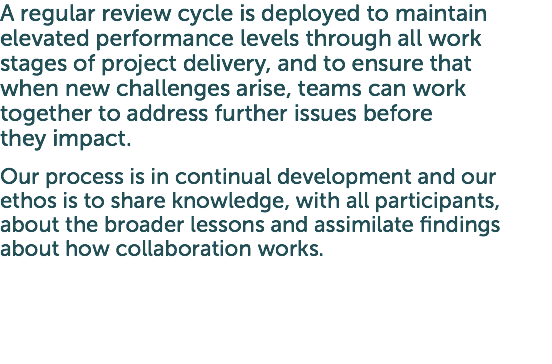 A regular review cycle is deployed to maintain
elevated performance levels through all work
stages of project delivery, and to ensure that
when new challenges arise, teams can work
together to address further issues before
they impact.
Our process is in continual development and our
ethos is to share knowledge, with all participants,
about the broader lessons and assimilate findings
about how collaboration works.